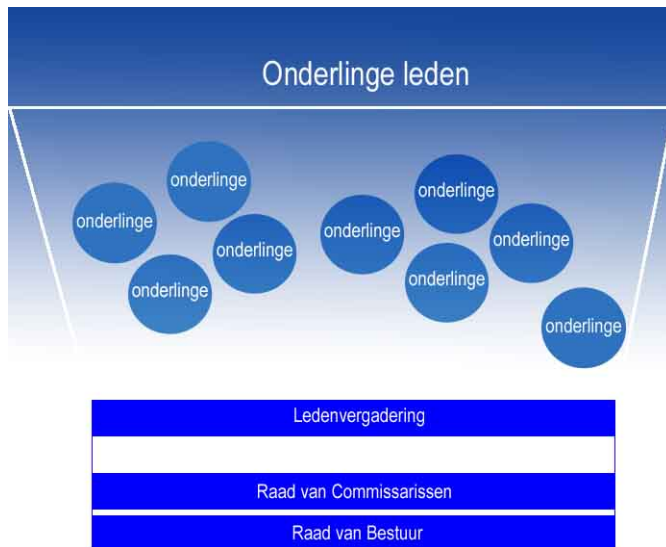 Onderlinge leden
onderlinge
onderlinge
onderlinge
onderlinge
onderlinge
onderlinge
onderlinge
onderlinge
onderlinge
Ledenvergadering
Raad van Commissarissen
Raad van Bestuur